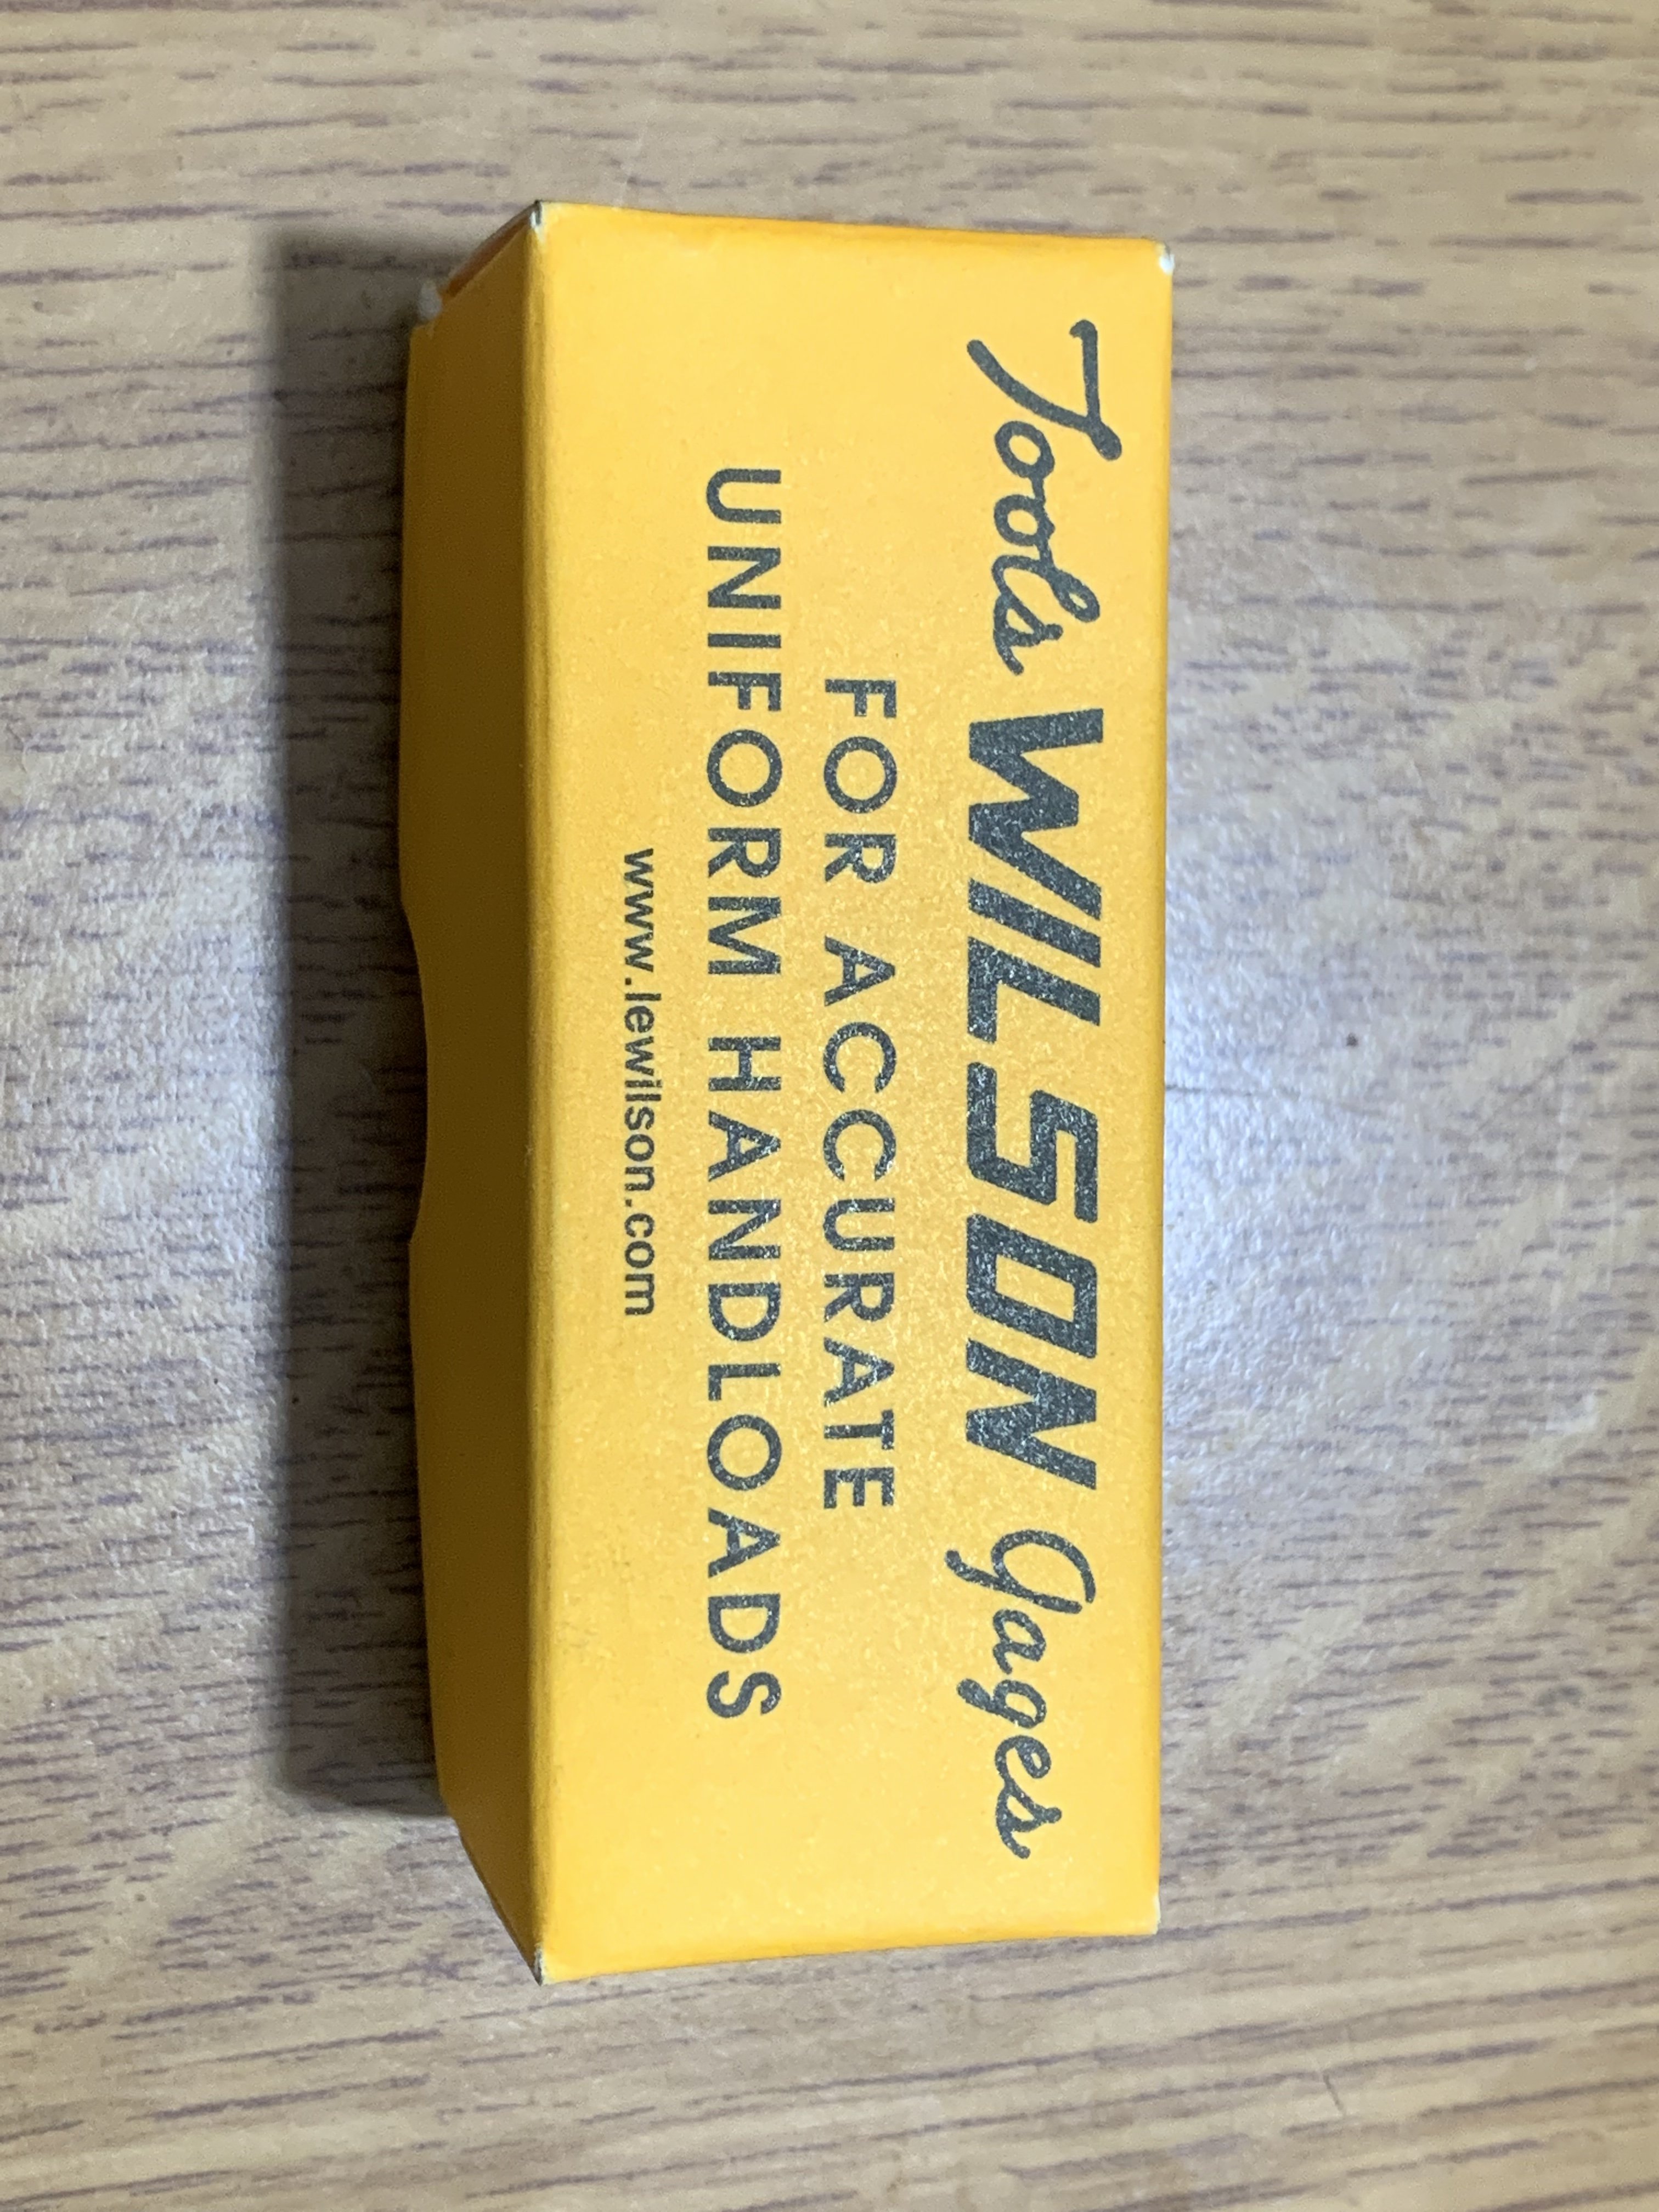 Tools WILSON Gages
FOR ACCURATE
UNIFORM HANDLOADS
www.lewilson.com